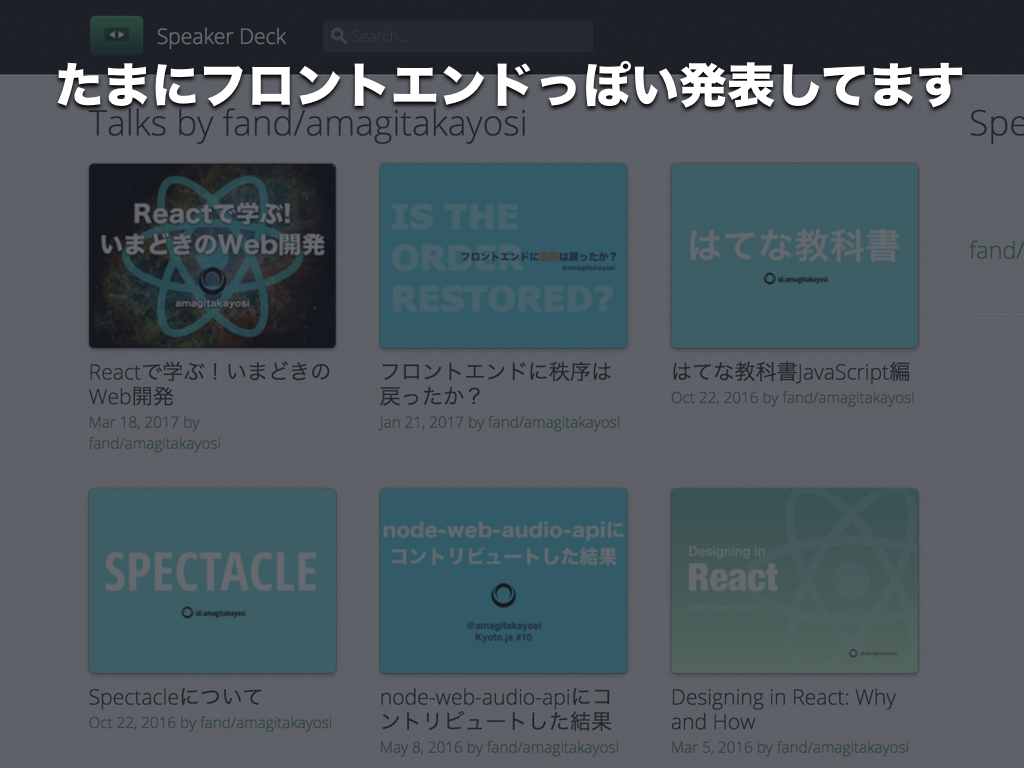 Speaker Deck
Search...
たまにフロントエンドっぽい発表してます
Talks by fand/amagitakayosi
Spe
fand/
Reactで学ぶ!
いまどきのWeb開発
amagitakayosi
IS THE
ORDER
RESTORED?
フロントエンドに秩序は戻ったか？
@amagitakayosi
はてな教科書
id:amagitakayosi
Reactで学ぶ！いまどきの
Web開発
Mar 18, 2017 by
fand/amagitakayosi
フロントエンドに秩序は
戻ったか？
Jan 21, 2017 by fand/amagitakayosi
はてな教科書JavaScript編
Oct 22, 2016 by fand/amagitakayosi
SPECTACLE
id:amagitakayosi
node-web-audio-apiに
コントリビュートした結果
@amagitakayosi
Kyoto.js #10
Designing in
React
WHY and HOW?
id:amagitakayosi
Spectacleについて
Oct 22, 2016 by fand/amagitakayosi
node-web-audio-apiにコ
ントリビュートした結果
May 8, 2016 by fand/amagitakayosi
Designing in React: Why
and How
Mar 5, 2016 by fand/amagitakayosi